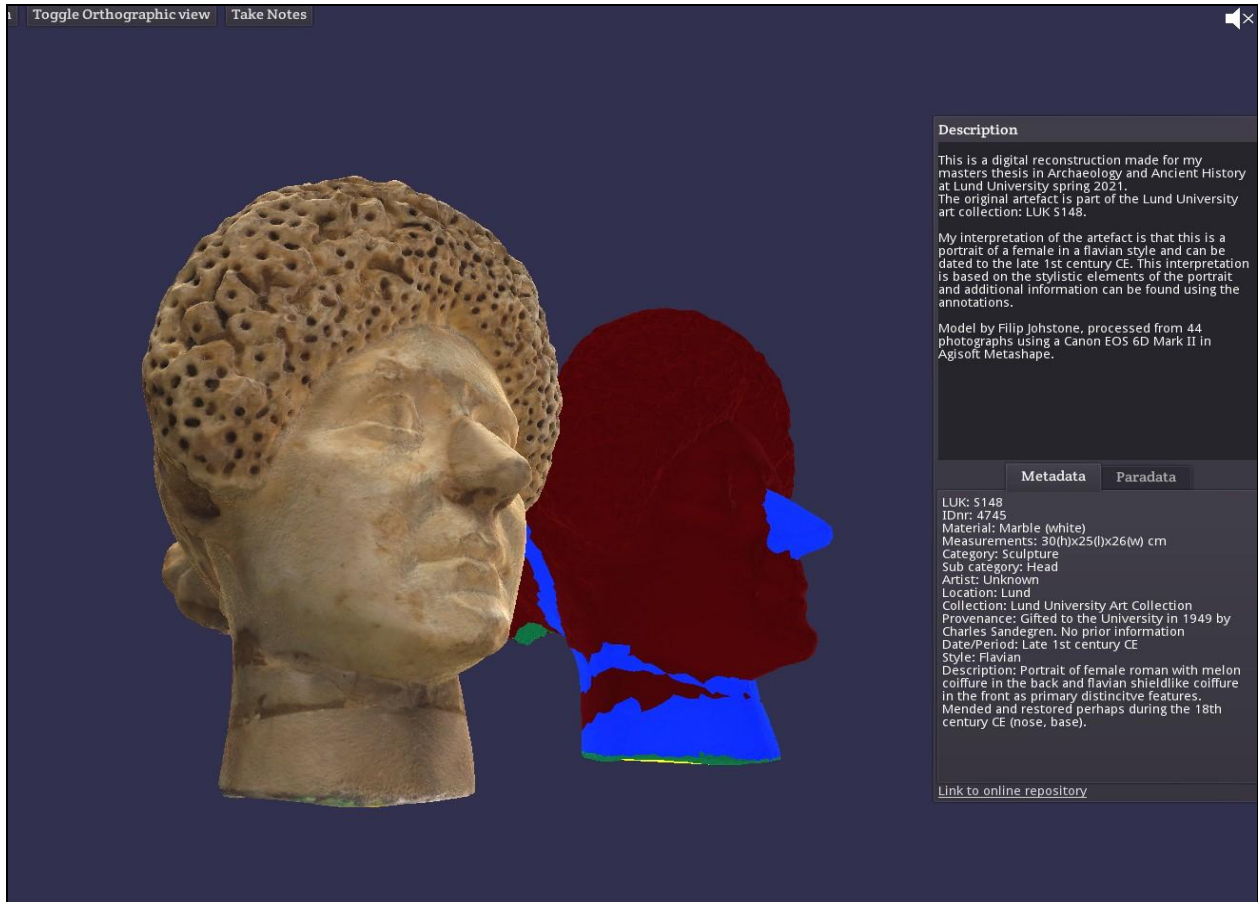 Toggle Orthographic view
Take Notes
Description
This is a digital reconstruction made for my
masters thesis in Archaeology and Ancient History
at Lund University spring 2021.
The original artefact is part of the Lund University
art collection: LUK S148.
My interpretation of the artefact is that this is a
portrait of a female in a flavian style and can be
dated to the late 1st century CE. This interpretation
is based on the stylistic elements of the portrait
and additional information can be found using the
annotations.
Model by Filip Johstone, processed from 44
photographs using a Canon EOS 6D Mark II in
Agisoft Metashape.
Metadata
Paradata
LUK: S148
IDnr: 4745
Material: Marble (white)
Measurements: 30(h)x25(l)x26(w) cm
Category: Sculpture
Sub category: Head
Artist: Unknown
Location: Lund
Collection: Lund University Art Collection
Provenance: Gifted to the University in 1949 by
Charles Sandegren. No prior information
Date/Period: Late 1st century CE
Style: Flavian
Description: Portrait of female roman with melon
coiffure in the back and flavian shieldlike coiffure
in the front as primary distincitve features.
Mended and restored perhaps during the 18th
century CE (nose, base).
Link to online repository